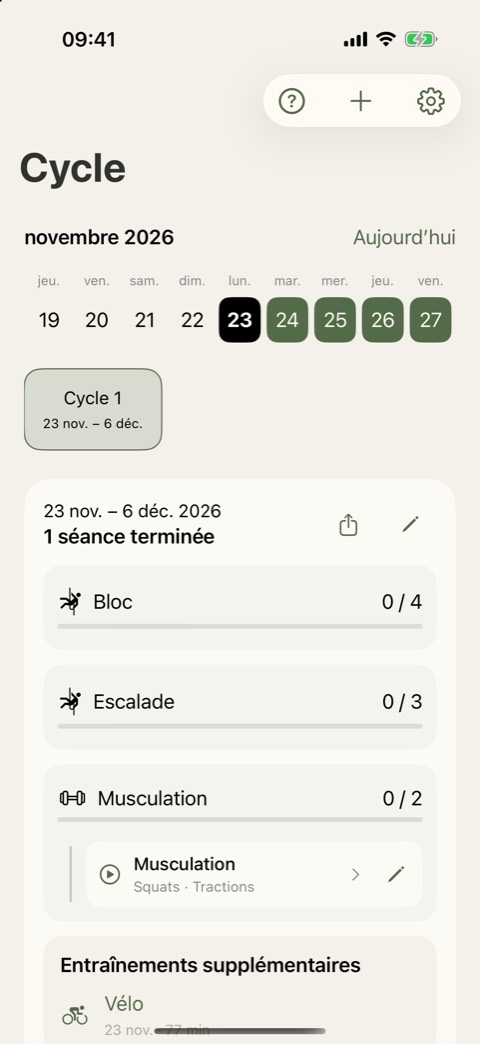 09:41
Cycle
novembre 2026
Aujourd'hui
jeu. ven. sam. dim. lun. mar. mer. jeu. ven.
19 20 21 22 23 24 25 26 27
Cycle 1
23 nov. – 6 déc.
23 nov. – 6 déc. 2026
1 séance terminée
Bloc 0 / 4
Escalade 0 / 3
Musculation 0 / 2
Musculation
Squats · Tractions
Entraînements supplémentaires
Vélo
23 nov. · 77 min